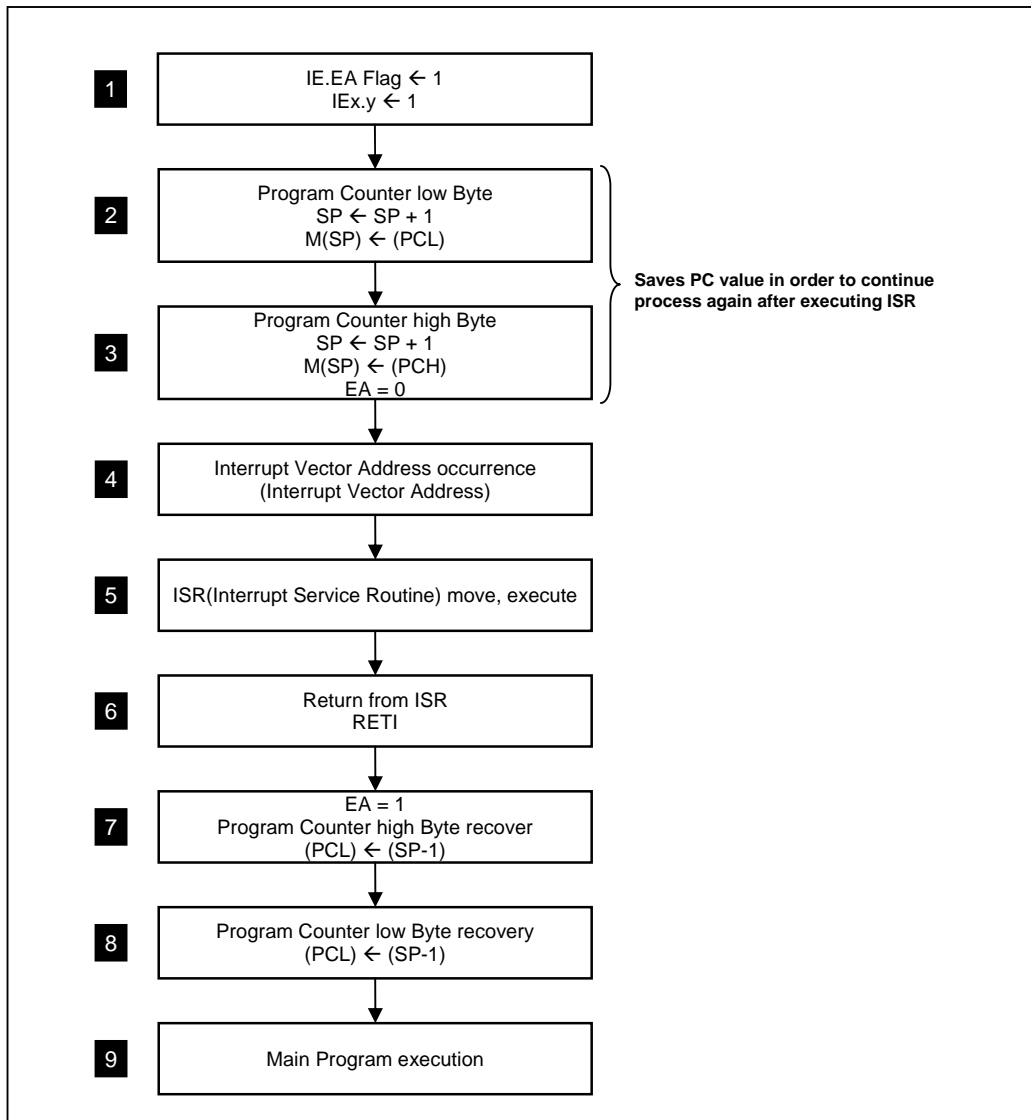 1
IE.EA Flag ← 1
IEx.y ← 1
2
Program Counter low Byte
SP ← SP + 1
M(SP) ← (PCL)
Saves PC value in order to continue
process again after executing ISR
3
Program Counter high Byte
SP ← SP + 1
M(SP) ← (PCH)
EA = 0
4
Interrupt Vector Address occurrence
(Interrupt Vector Address)
5
ISR(Interrupt Service Routine) move, execute
6
Return from ISR
RETI
7
EA = 1
Program Counter high Byte recover
(PCL) ← (SP-1)
8
Program Counter low Byte recovery
(PCL) ← (SP-1)
9
Main Program execution